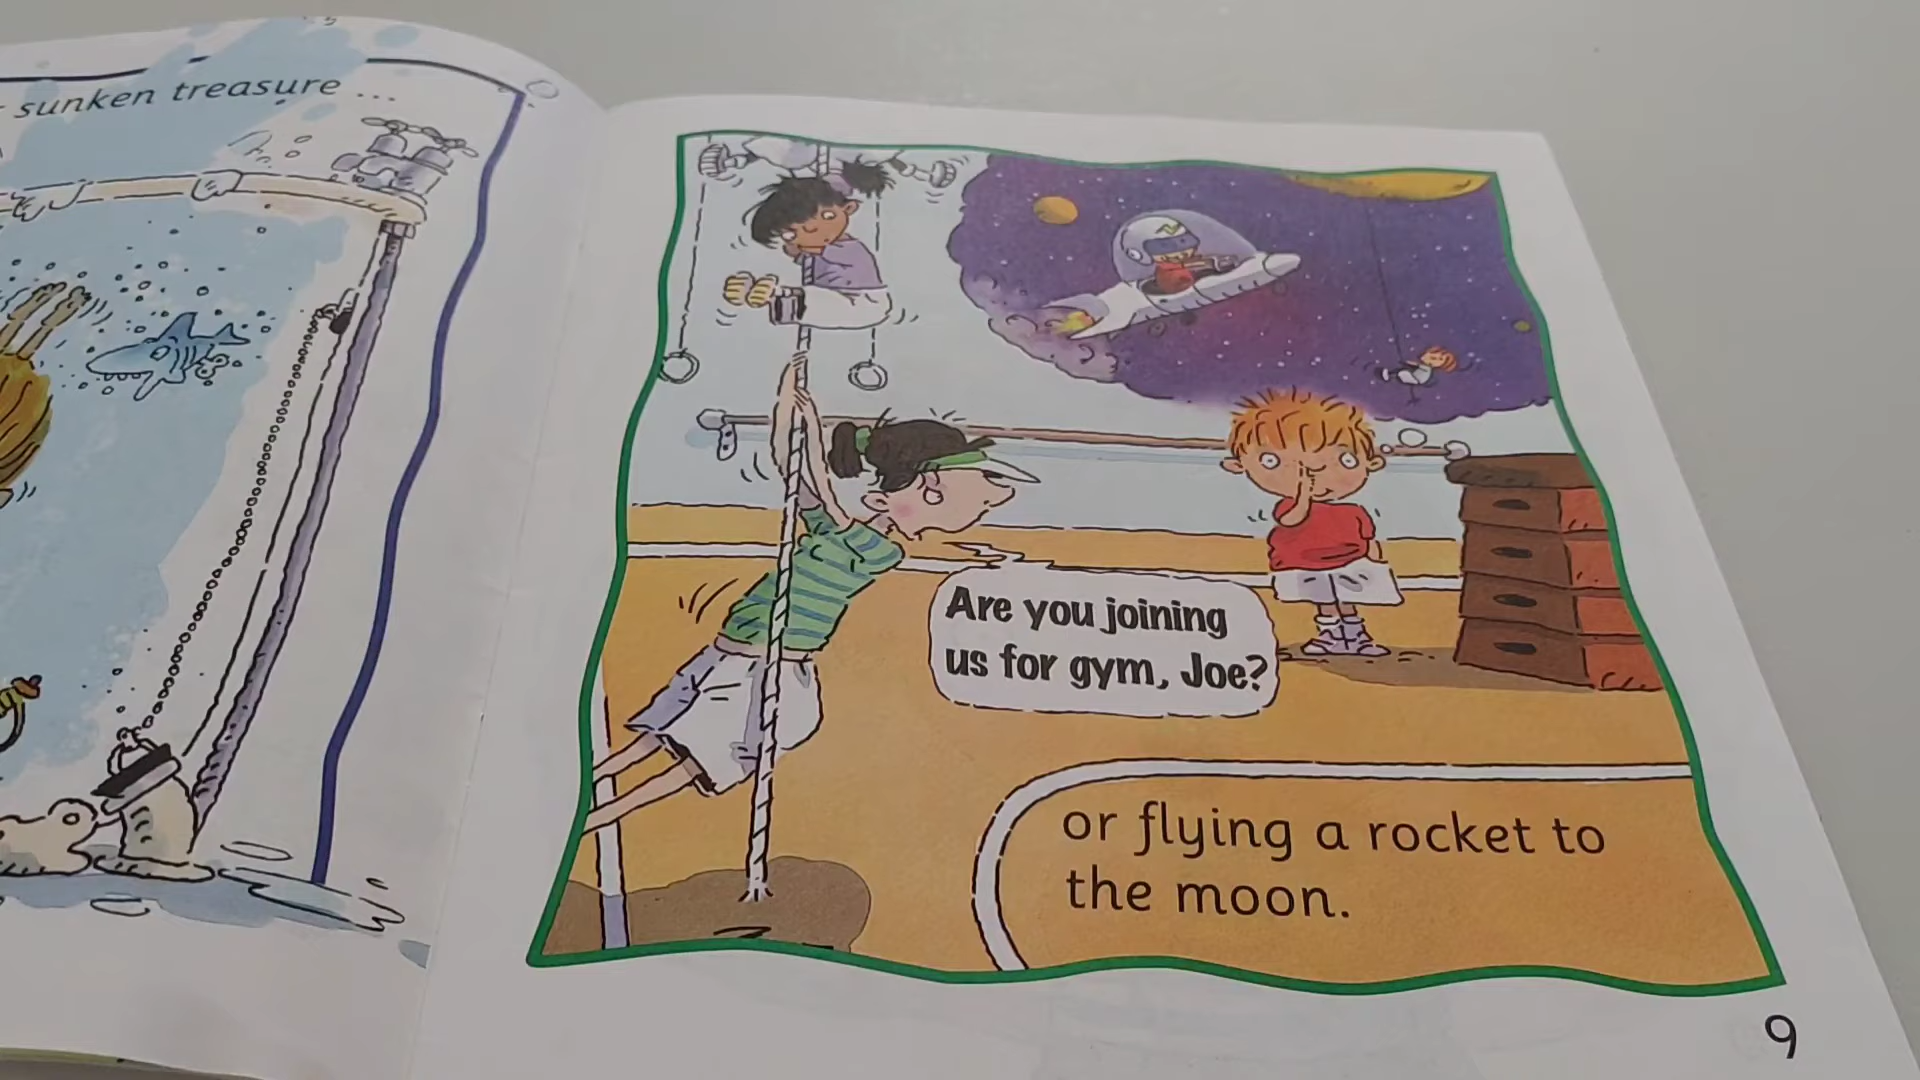 sunken treasure ...
Are you joining
us for gym, Joe?
or flying a rocket to
the moon.
9